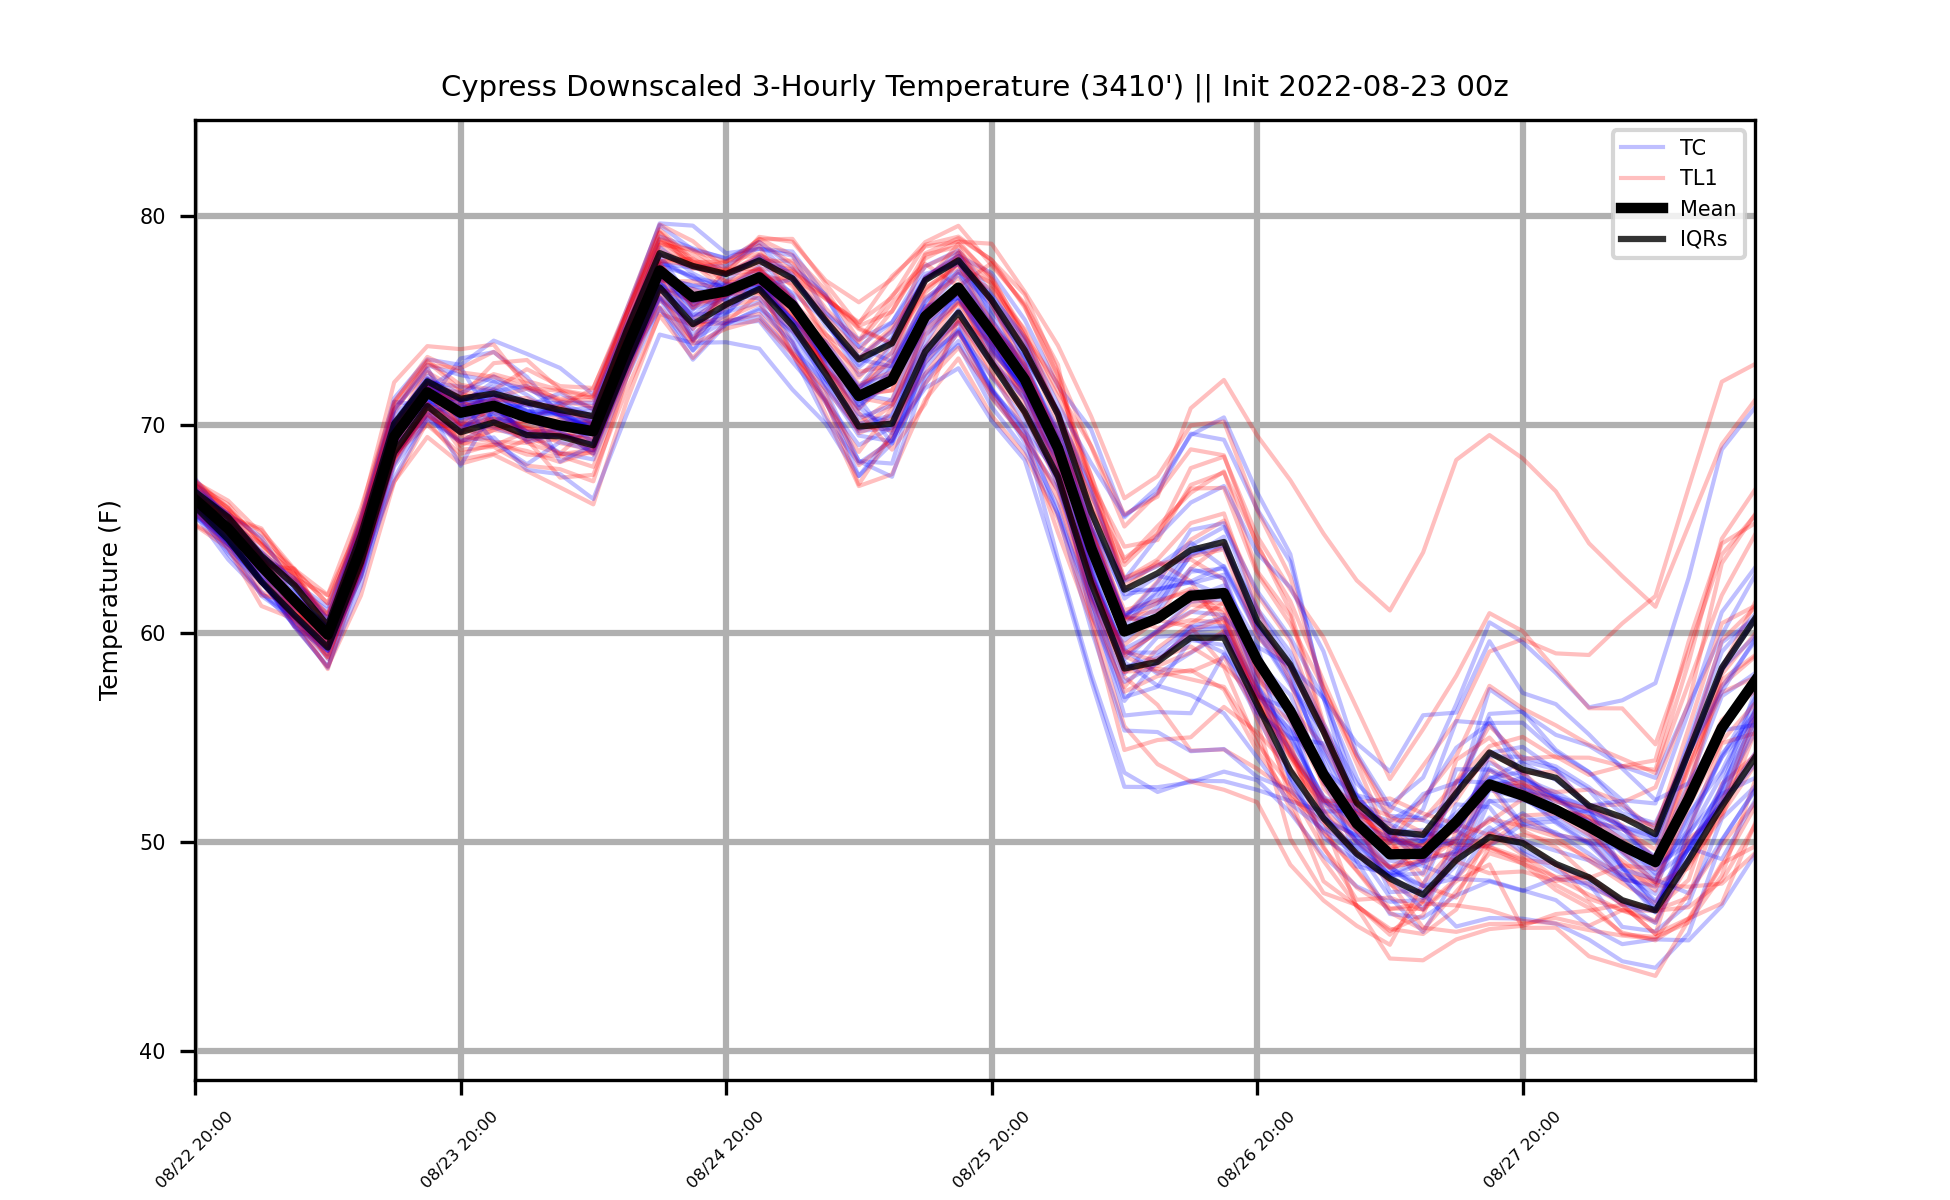 Cypress Downscaled 3-Hourly Temperature (3410') || Init 2022-08-23 00z
TC
TL1
Mean
IQRs
Temperature (F)
80
70
60
50
40
08/22 20:00
08/23 20:00
08/24 20:00
08/25 20:00
08/26 20:00
08/27 20:00